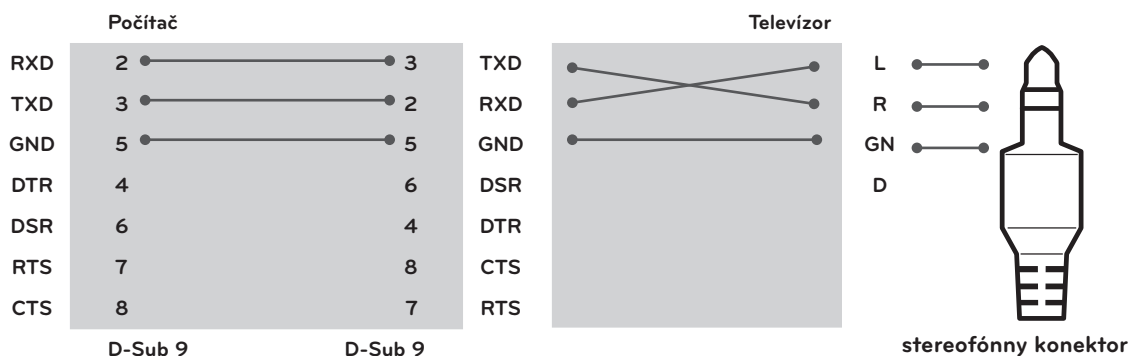 Počítač Televízor
RXD 2 3 TXD L
TXD 3 2 RXD R
GND 5 5 GND GN
DTR 4 6 DSR D
DSR 6 4 DTR
RTS 7 8 CTS
CTS 8 7 RTS
D-Sub 9 D-Sub 9 stereofónny konektor